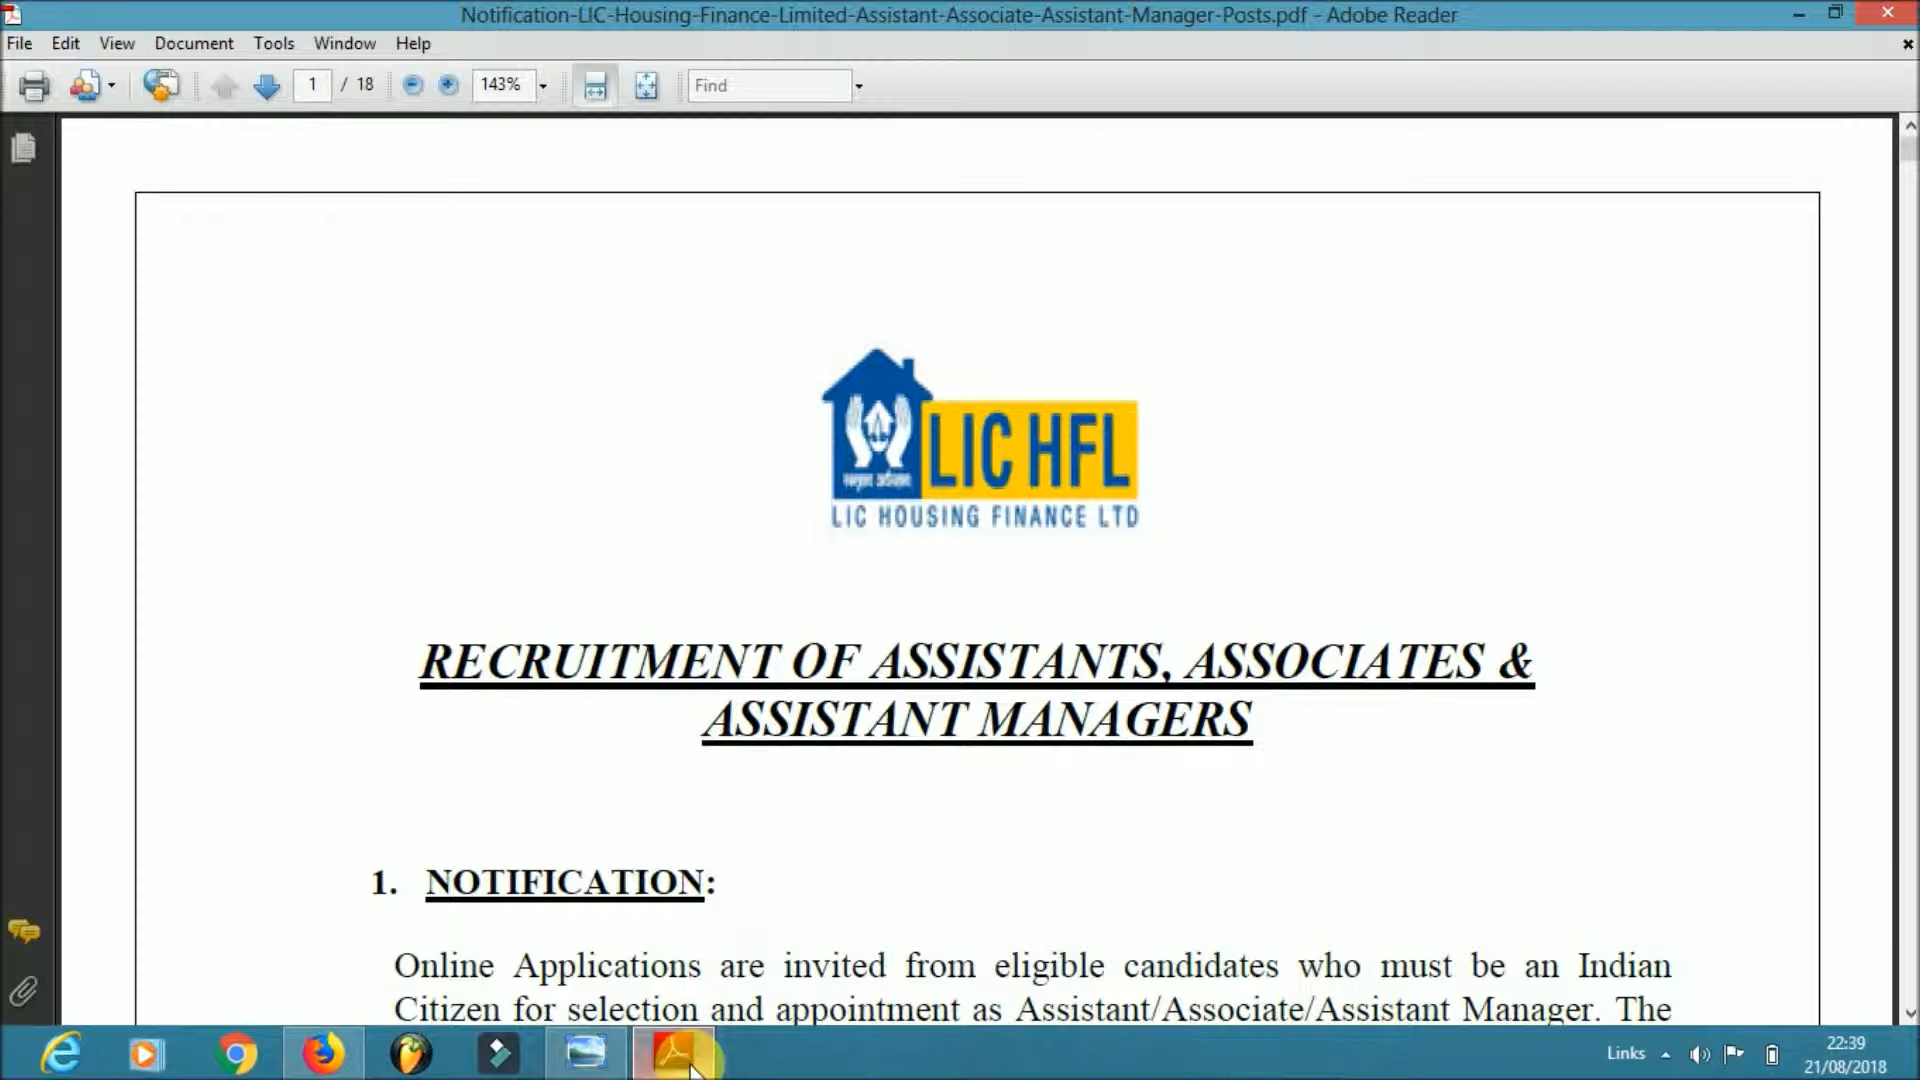 Notification-LIC-Housing-Finance-Limited-Assistant-Associate-Assistant-Manager-Posts.pdf - Adobe Reader
File Edit View Document Tools Window Help
1 / 18 143% Find
LIC HFL
LIC HOUSING FINANCE LTD
RECRUITMENT OF ASSISTANTS, ASSOCIATES &
ASSISTANT MANAGERS
1. NOTIFICATION:
Online Applications are invited from eligible candidates who must be an Indian
Citizen for selection and appointment as Assistant/Associate/Assistant Manager. The
Links 22:39
21/08/2018